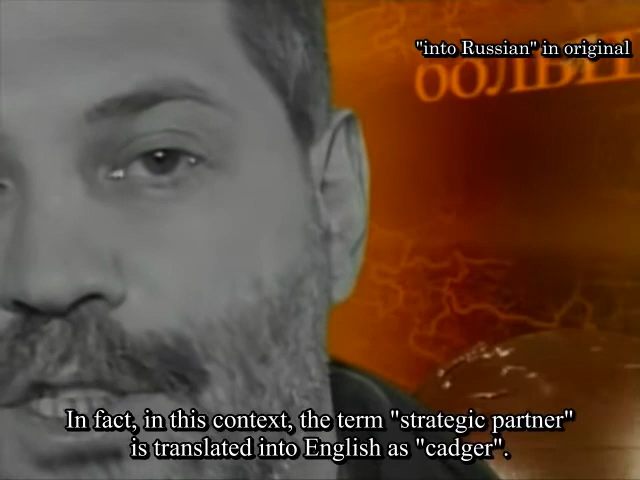 "into Russian" in original
In fact, in this context, the term "strategic partner"
is translated into English as "cadger".